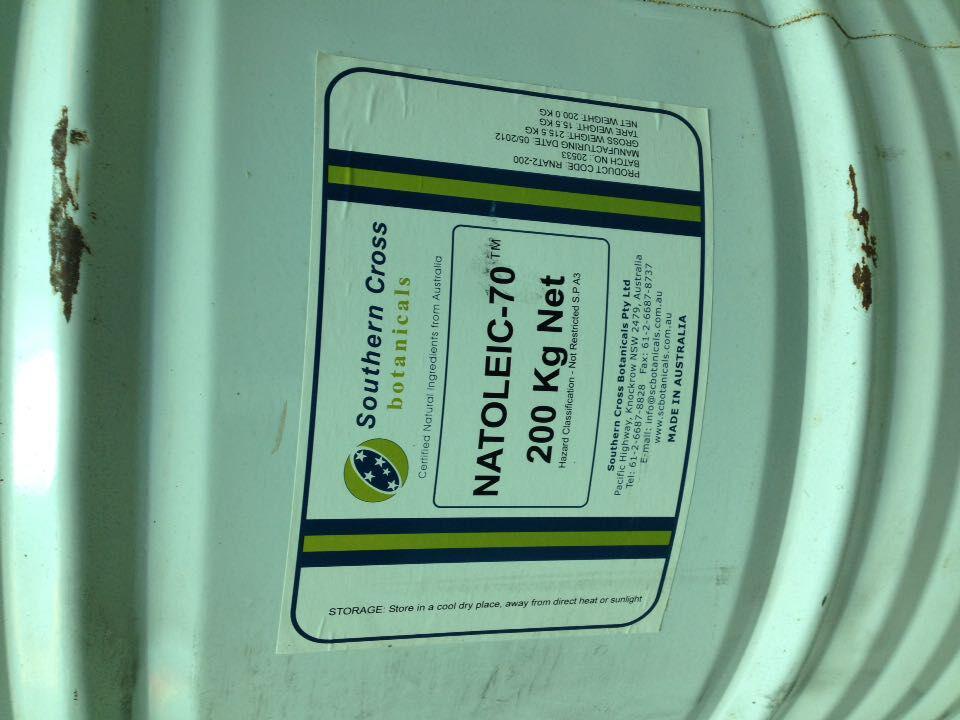 Southern Cross
botanicals
Certified Natural Ingredients from Australia
NATOLEIC-70 TM
200 Kg Net
Hazard Classification - Not Restricted S.P A3
Southern Cross Botanicals Pty Ltd
Pacific Highway, Knockrow NSW 2479, Australia
Tel: 61-2-6687-8828 Fax: 61-2-6687-8737
E-mail: info@scbotanicals.com.au
www.scbotanicals.com.au
MADE IN AUSTRALIA
PRODUCT CODE: RNAT2-200
BATCH NO.: 20533
MANUFACTURING DATE: 05/2012
GROSS WEIGHT: 215.5 KG
TARE WEIGHT: 15.5 KG
NET WEIGHT: 200.0 KG
STORAGE: Store in a cool dry place, away from direct heat or sunlight